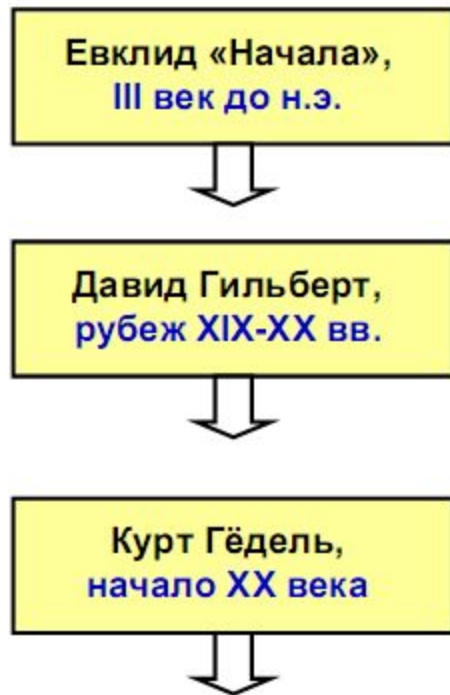 Евклид «Начала»,
III век до н.э.
Давид Гильберт,
рубеж XIX-XX вв.
Курт Гёдель,
начало XX века